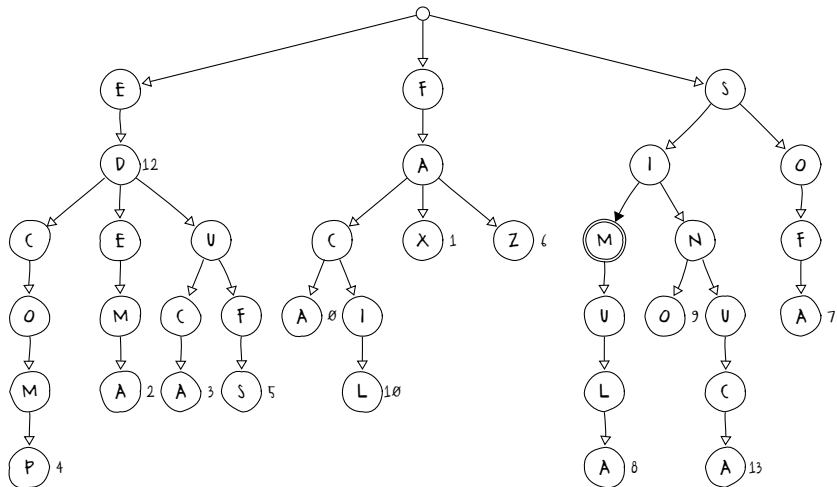 E F S
D 12 A I O
C E U C X 1 Z 6 M N F
O M C F A 0 I U O 9 U A 7
M A 2 A 3 S 5 L 10 L C
P 4 A 8 A 13